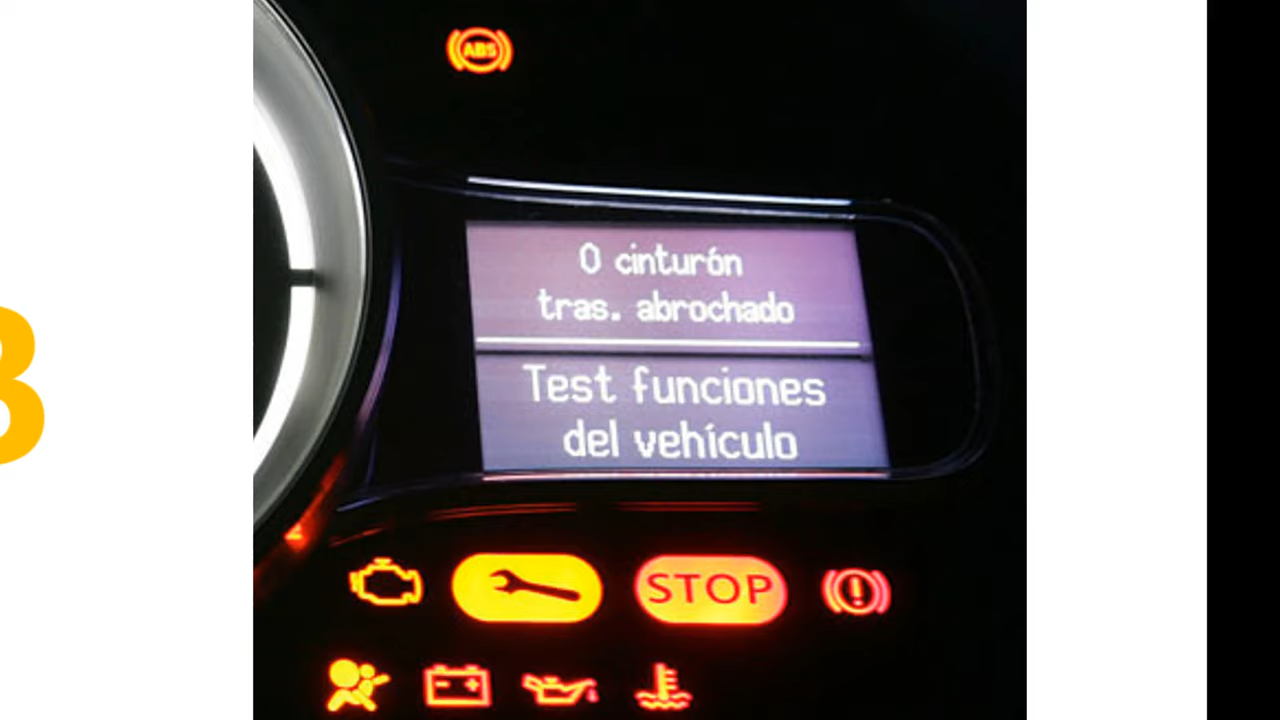 ABS
0 cinturón
tras. abrochado
Test funciones
del vehículo
STOP